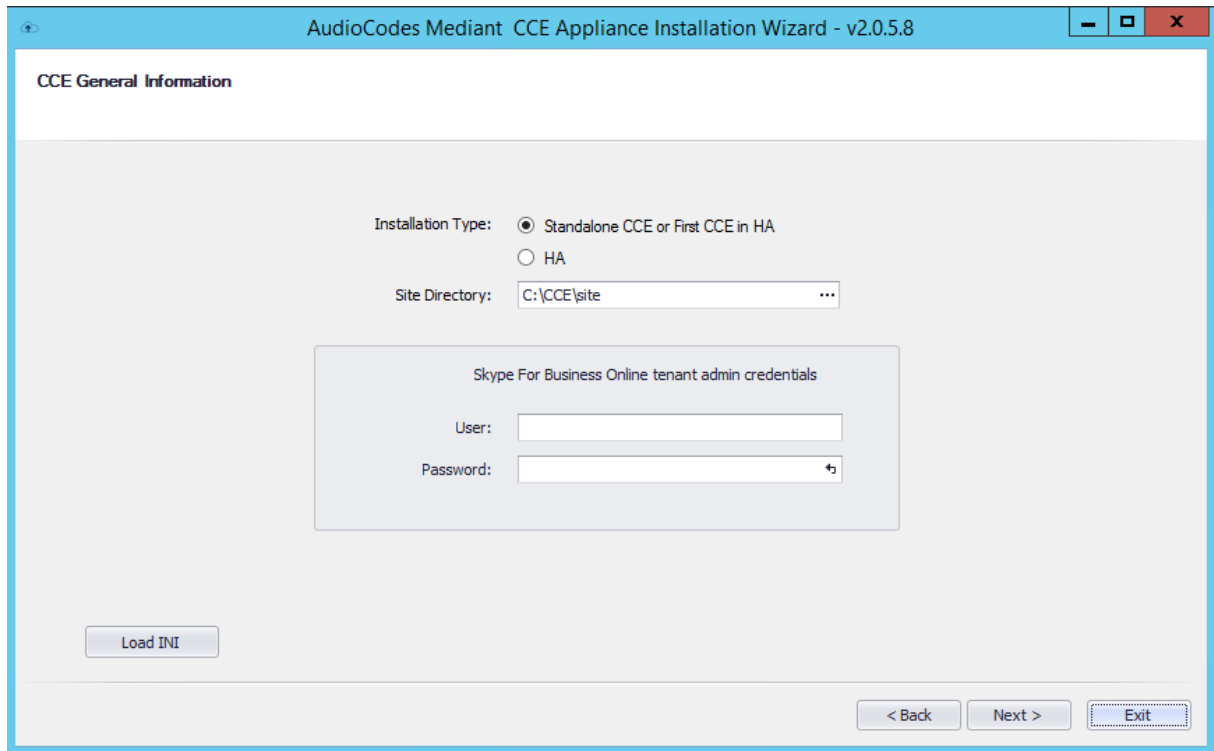 AudioCodes Mediant CCE Appliance Installation Wizard - v2.0.5.8
CCE General Information
Installation Type: Standalone CCE or First CCE in HA
HA
Site Directory: C:\CCE\site ...
Skype For Business Online tenant admin credentials
User:
Password:
Load INI
< Back Next > Exit